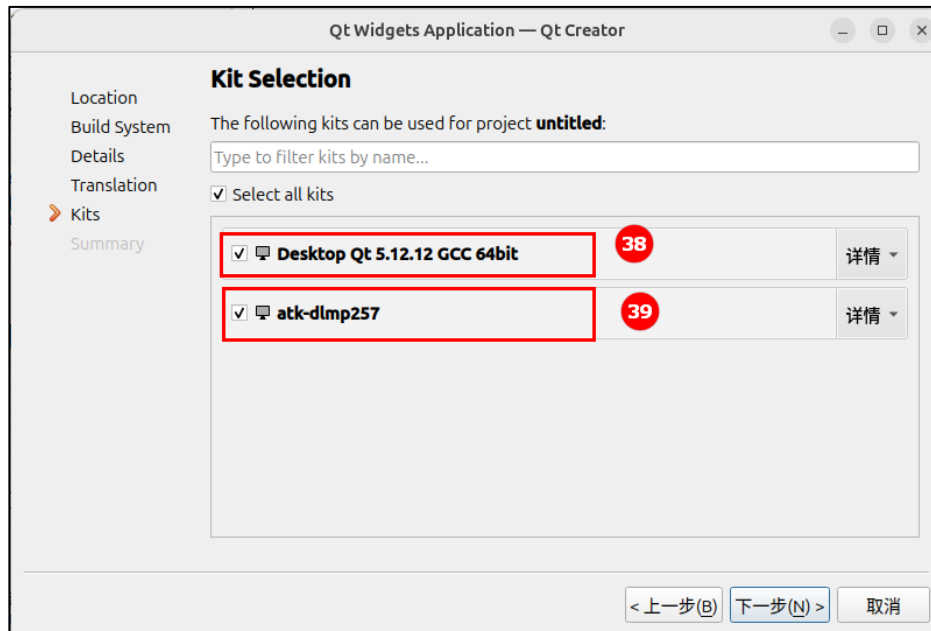 Qt Widgets Application — Qt Creator
Location
Build System
Details
Translation
Kits
Summary
Kit Selection
The following kits can be used for project untitled:
Type to filter kits by name...
Select all kits
Desktop Qt 5.12.12 GCC 64bit
38
详情
atk-dlmp257
39
详情
< 上一步(B)
下一步(N) >
取消